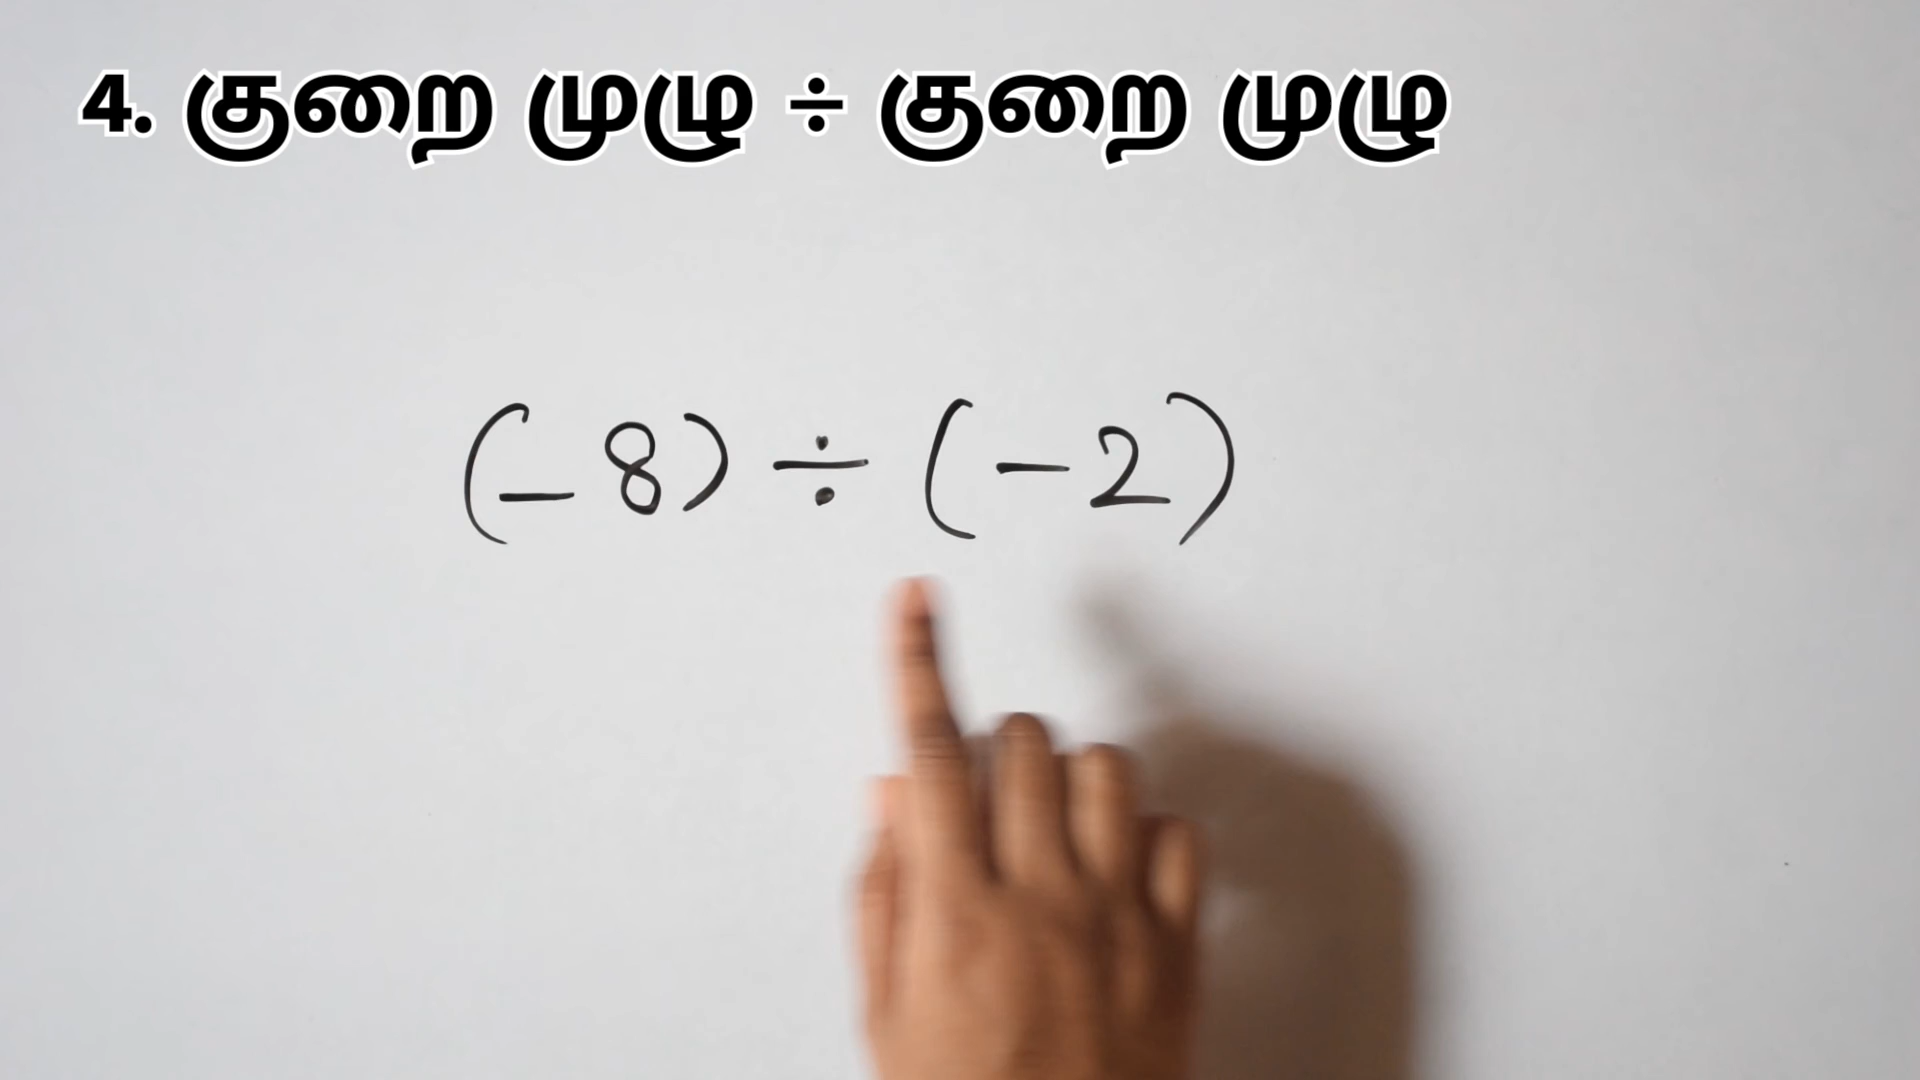 4. குறை முழு ÷ குறை முழு
(-8) ÷ (-2)